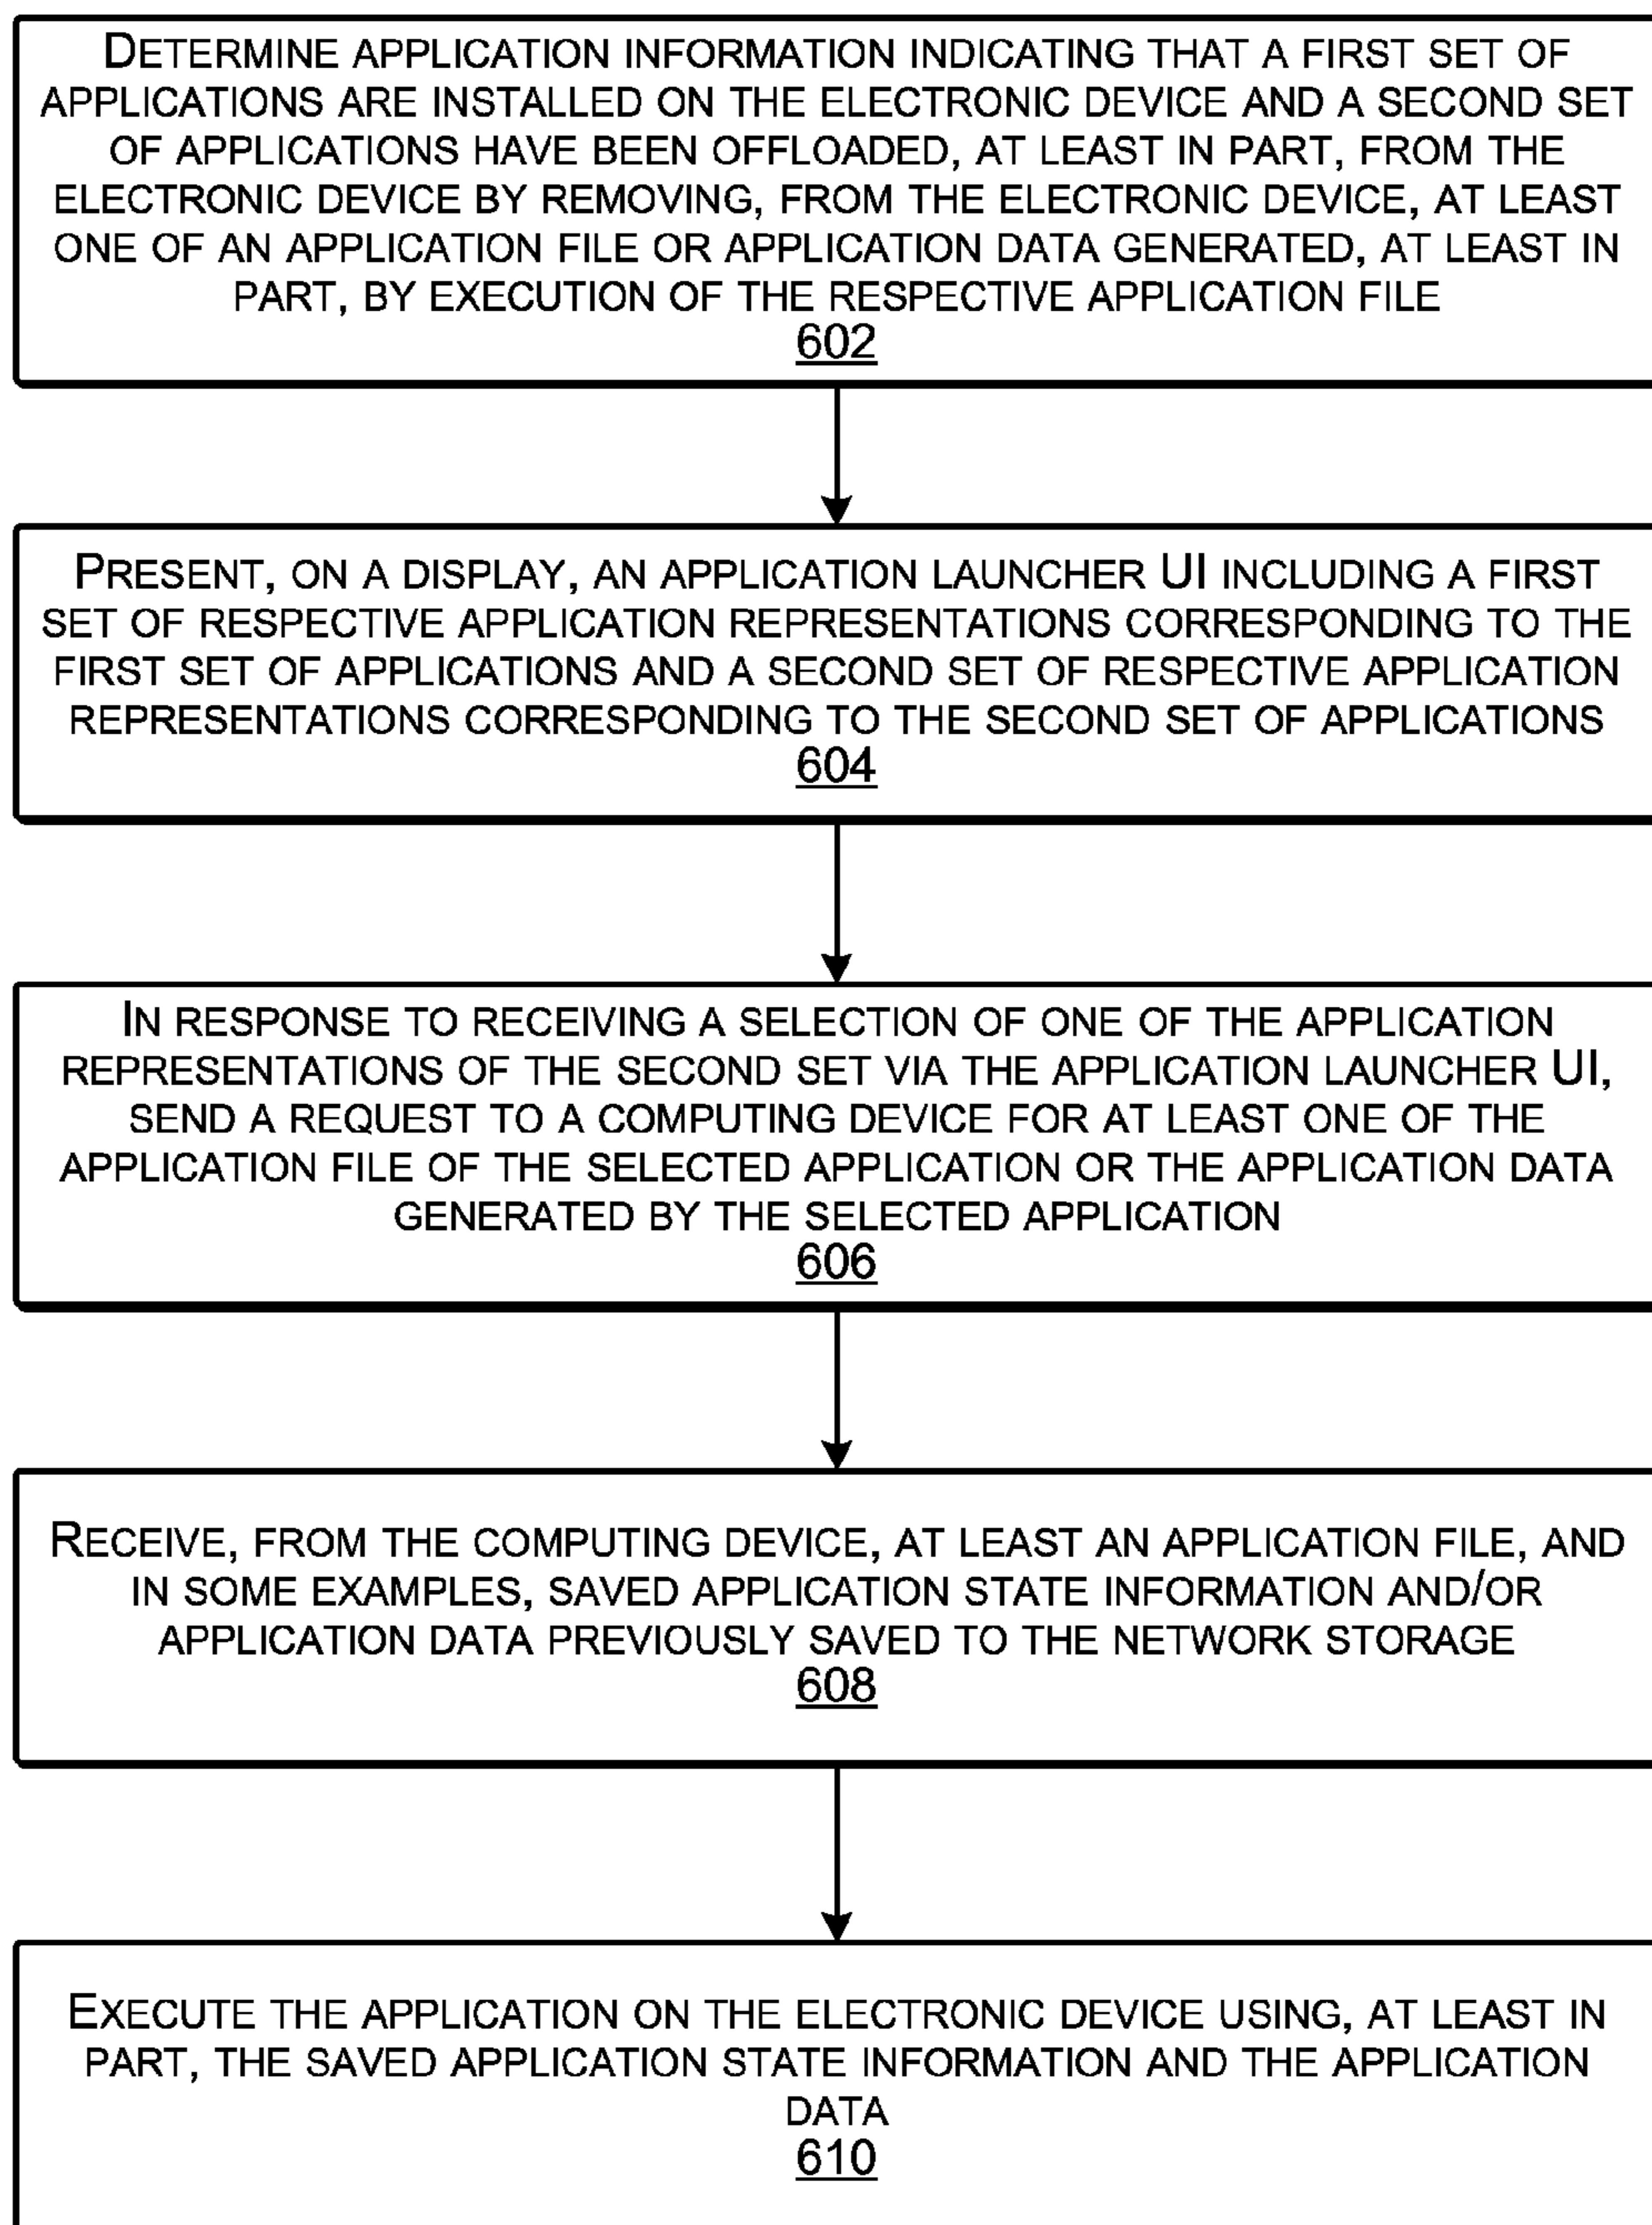 DETERMINE APPLICATION INFORMATION INDICATING THAT A FIRST SET OF
APPLICATIONS ARE INSTALLED ON THE ELECTRONIC DEVICE AND A SECOND SET
OF APPLICATIONS HAVE BEEN OFFLOADED, AT LEAST IN PART, FROM THE
ELECTRONIC DEVICE BY REMOVING, FROM THE ELECTRONIC DEVICE, AT LEAST
ONE OF AN APPLICATION FILE OR APPLICATION DATA GENERATED, AT LEAST IN
PART, BY EXECUTION OF THE RESPECTIVE APPLICATION FILE
602
PRESENT, ON A DISPLAY, AN APPLICATION LAUNCHER UI INCLUDING A FIRST
SET OF RESPECTIVE APPLICATION REPRESENTATIONS CORRESPONDING TO THE
FIRST SET OF APPLICATIONS AND A SECOND SET OF RESPECTIVE APPLICATION
REPRESENTATIONS CORRESPONDING TO THE SECOND SET OF APPLICATIONS
604
IN RESPONSE TO RECEIVING A SELECTION OF ONE OF THE APPLICATION
REPRESENTATIONS OF THE SECOND SET VIA THE APPLICATION LAUNCHER UI,
SEND A REQUEST TO A COMPUTING DEVICE FOR AT LEAST ONE OF THE
APPLICATION FILE OF THE SELECTED APPLICATION OR THE APPLICATION DATA
GENERATED BY THE SELECTED APPLICATION
606
RECEIVE, FROM THE COMPUTING DEVICE, AT LEAST AN APPLICATION FILE, AND
IN SOME EXAMPLES, SAVED APPLICATION STATE INFORMATION AND/OR
APPLICATION DATA PREVIOUSLY SAVED TO THE NETWORK STORAGE
608
EXECUTE THE APPLICATION ON THE ELECTRONIC DEVICE USING, AT LEAST IN
PART, THE SAVED APPLICATION STATE INFORMATION AND THE APPLICATION
DATA
610